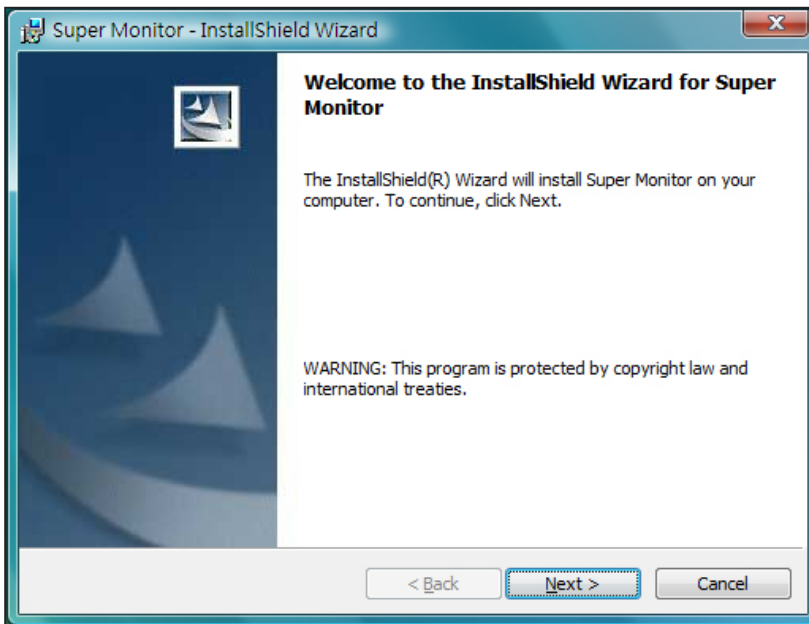 Super Monitor - InstallShield Wizard
Welcome to the InstallShield Wizard for Super
Monitor
The InstallShield(R) Wizard will install Super Monitor on your
computer. To continue, click Next.
WARNING: This program is protected by copyright law and
international treaties.
< Back
Next >
Cancel